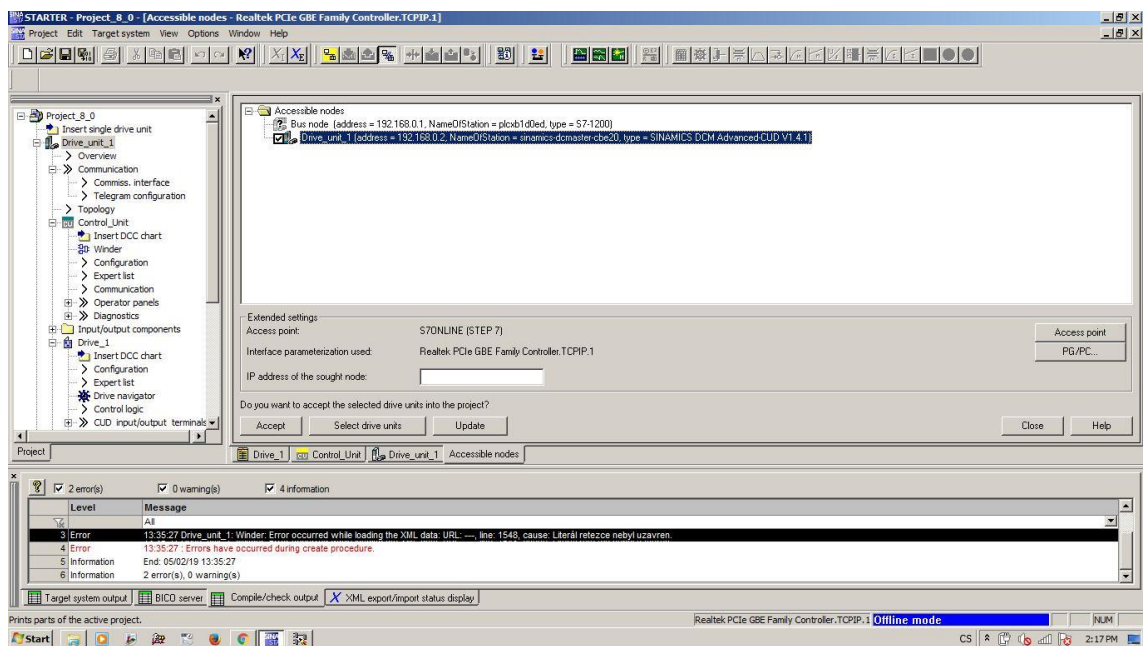 STARTER - Project_8_0 - [Accessible nodes - Realtek PCIe GBE Family Controller.TCPIP.1]
Project Edit Target system View Options Window Help
Project_8_0
Insert single drive unit
Drive_unit_1
Overview
Communication
Commiss. interface
Telegram configuration
Topology
Control_Unit
Insert DCC chart
Winder
Configuration
Expert list
Communication
Operator panels
Diagnostics
Input/output components
Drive_1
Insert DCC chart
Configuration
Expert list
Drive navigator
Control logic
CUD input/output terminals
Project
Accessible nodes
Bus node (address = 192.168.0.1, NameOfStation = plcxb1d0ed, type = S7-1200)
Drive_unit_1 (address = 192.168.0.2, NameOfStation = sinamics-dcmaster-cbe20, type = SINAMICS DCM Advanced-CUD V1.4.1)
Extended settings
Access point: S7ONLINE (STEP 7) Access point
Interface parameterization used: Realtek PCIe GBE Family Controller.TCPIP.1 PG/PC...
IP address of the sought node:
Do you want to accept the selected drive units into the project?
Accept Select drive units Update Close Help
Drive_1 Control_Unit Drive_unit_1 Accessible nodes
2 error(s) 0 warning(s) 4 information
Level Message
All
3 Error 13:35:27 Drive_unit_1: Winder: Error occurred while loading the XML data: URL: ---, line: 1548, cause: Literál retezce nebyl uzavren.
4 Error 13:35:27 : Errors have occurred during create procedure.
5 Information End: 05/02/19 13:35:27
6 Information 2 error(s), 0 warning(s)
Target system output BICO server Compile/check output XML export/import status display
Prints parts of the active project. Realtek PCIe GBE Family Controller.TCPIP.1 Offline mode NUM
Start CS 2:17 PM